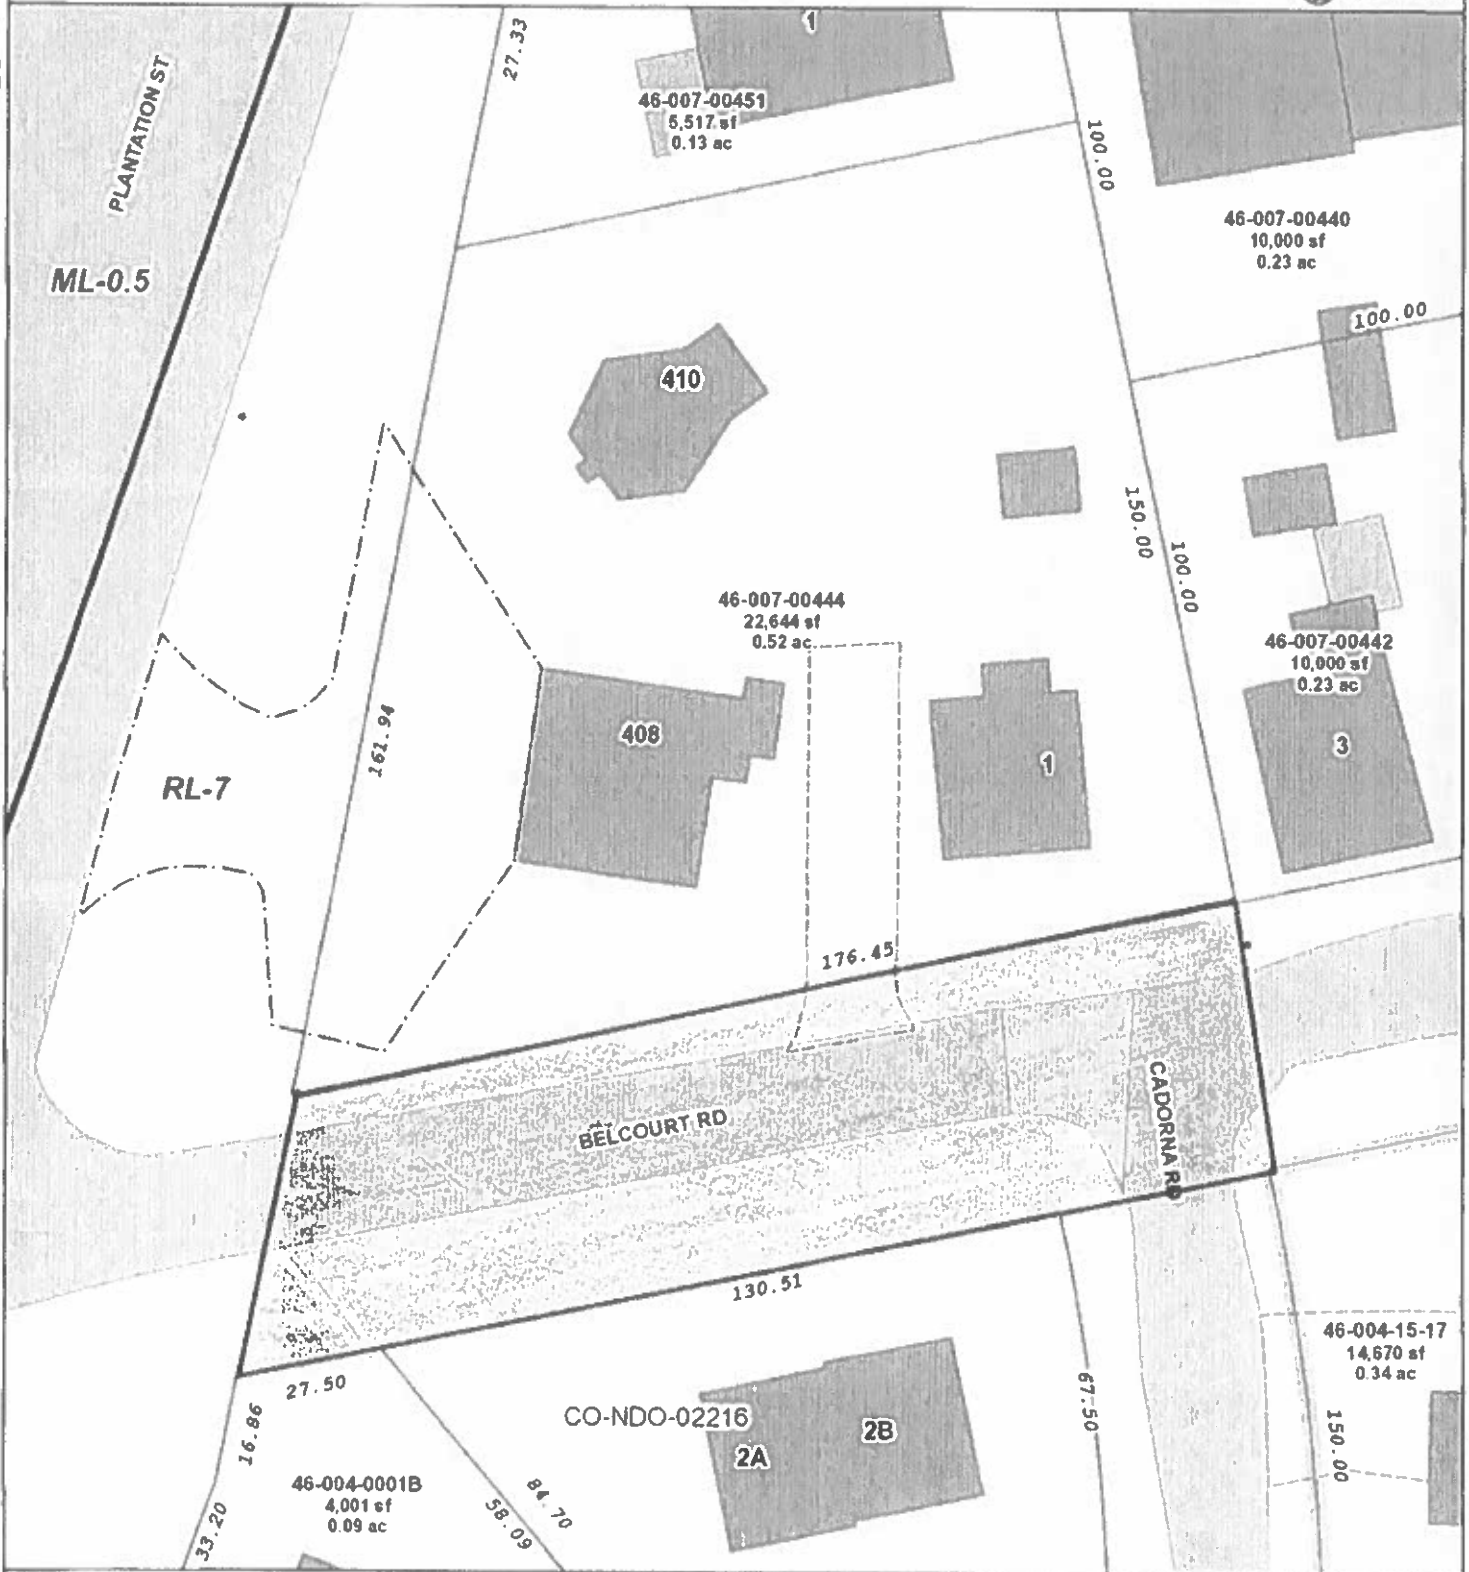 1
27.33
PLANTATION ST
46-007-00451
5,517 sf
0.13 ac
100.00
46-007-00440
10,000 sf
0.23 ac
ML-0.5
100.00
410
150.00
100.00
46-007-00444
22,644 sf
0.52 ac
46-007-00442
10,000 sf
0.23 ac
161.94
408
1
3
RL-7
176.45
BELCOURT RD
CADORNA RD
130.51
27.50
16.86
CO-NDO-02216
2A
2B
67.50
46-004-15-17
14,670 sf
0.34 ac
150.00
46-004-0001B
4,001 sf
0.09 ac
84.70
58.09
33.20